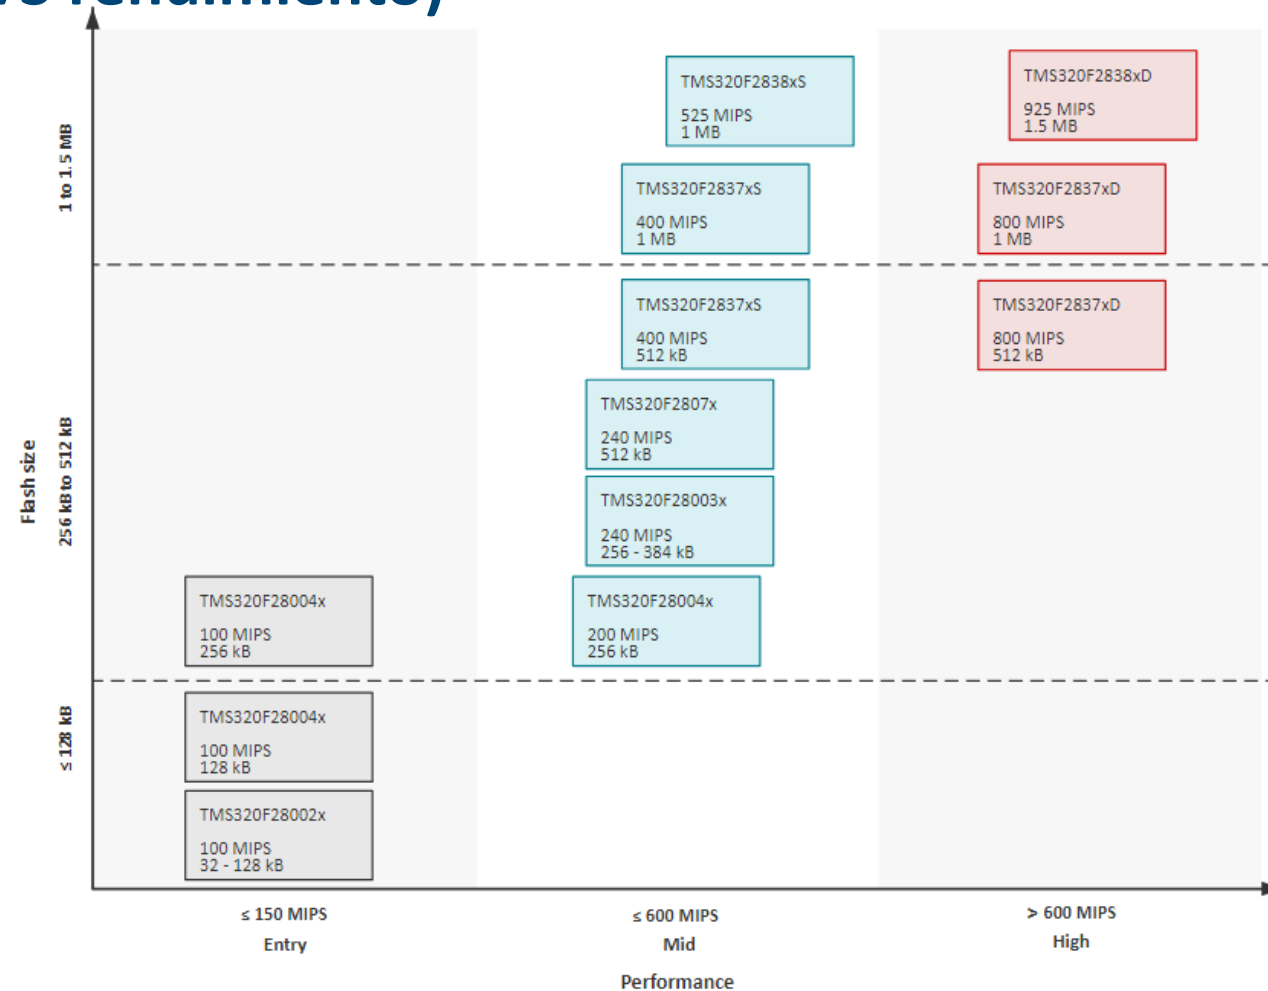 rendimiento)
TMS320F2838xS
525 MIPS
1 MB
TMS320F2838xD
925 MIPS
1.5 MB
1 to 1.5 MB
TMS320F2837xS
400 MIPS
1 MB
TMS320F2837xD
800 MIPS
1 MB
TMS320F2837xS
400 MIPS
512 kB
TMS320F2837xD
800 MIPS
512 kB
TMS320F2807x
240 MIPS
512 kB
Flash size
256 kB to 512 kB
TMS320F28003x
240 MIPS
256 - 384 kB
TMS320F28004x
100 MIPS
256 kB
TMS320F28004x
200 MIPS
256 kB
≤ 128 kB
TMS320F28004x
100 MIPS
128 kB
TMS320F28002x
100 MIPS
32 - 128 kB
≤ 150 MIPS
Entry
≤ 600 MIPS
Mid
> 600 MIPS
High
Performance